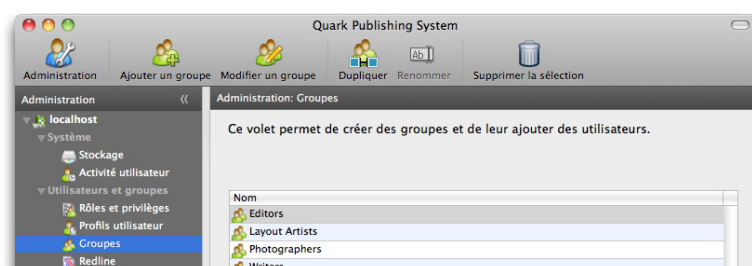 Quark Publishing System
Administration Ajouter un groupe Modifier un groupe Dupliquer Renommer Supprimer la sélection
Administration
Administration: Groupes
localhost
Système
Stockage
Activité utilisateur
Utilisateurs et groupes
Rôles et privilèges
Profils utilisateur
Groupes
Redline
Ce volet permet de créer des groupes et de leur ajouter des utilisateurs.
Nom
Editors
Layout Artists
Photographers
Writers